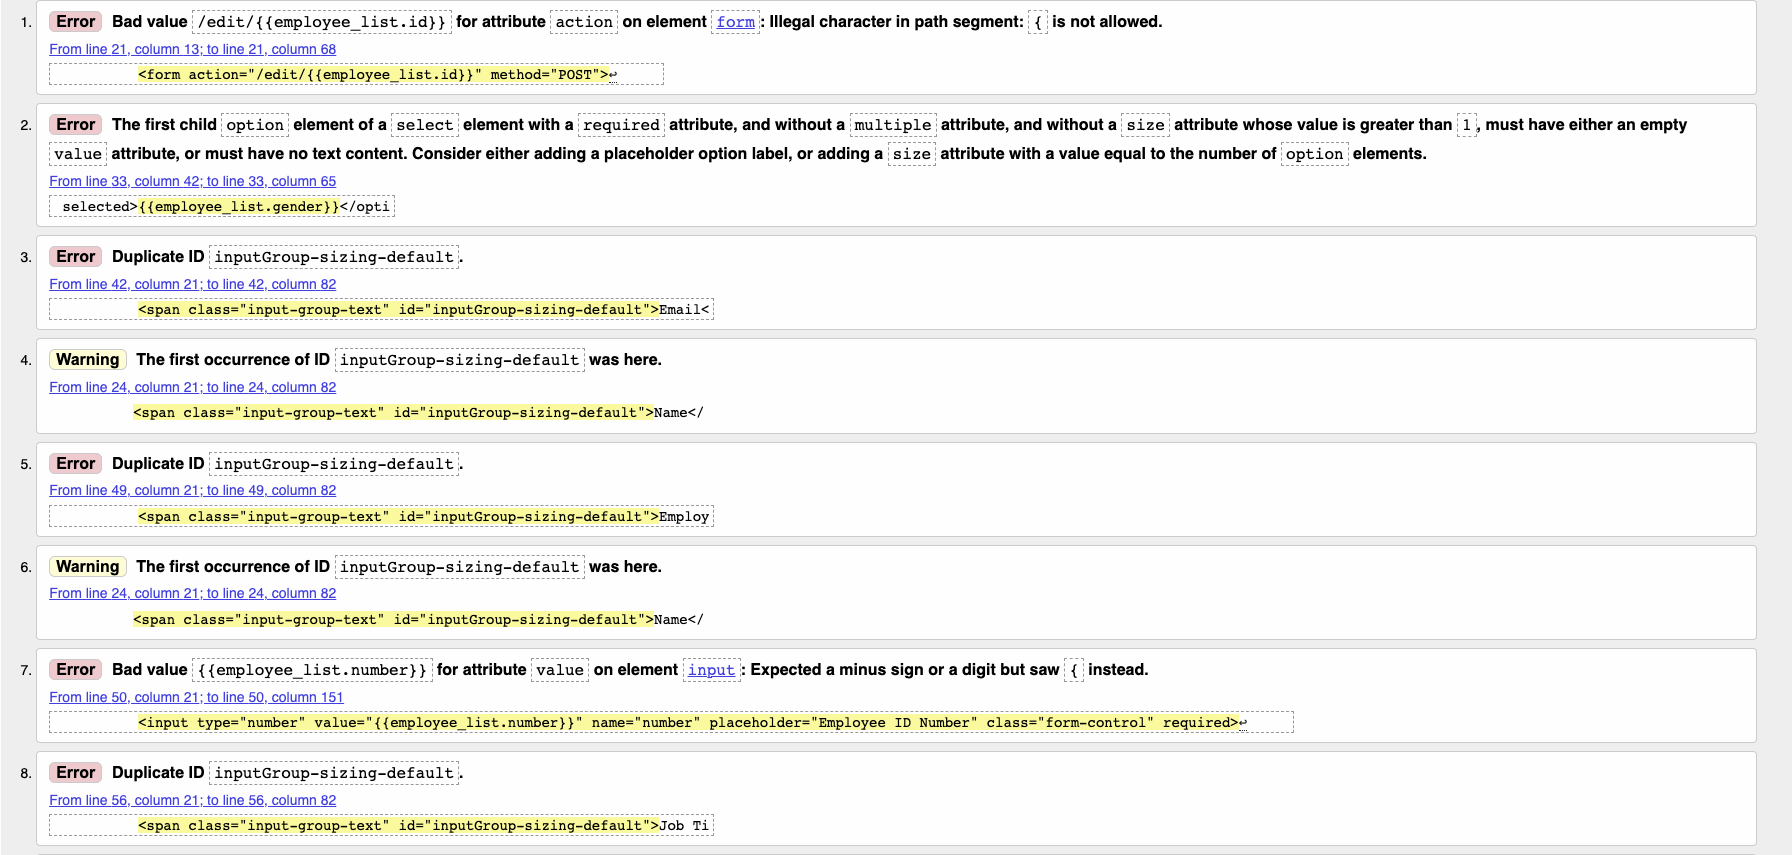 1. Error Bad value /edit/{{employee_list.id}} for attribute action on element form: Illegal character in path segment: { is not allowed.
From line 21, column 13; to line 21, column 68
<form action="/edit/{{employee_list.id}}" method="POST">↩
2. Error The first child option element of a select element with a required attribute, and without a multiple attribute, and without a size attribute whose value is greater than 1, must have either an empty
value attribute, or must have no text content. Consider either adding a placeholder option label, or adding a size attribute with a value equal to the number of option elements.
From line 33, column 42; to line 33, column 65
selected>{{employee_list.gender}}</opti
3. Error Duplicate ID inputGroup-sizing-default.
From line 42, column 21; to line 42, column 82
<span class="input-group-text" id="inputGroup-sizing-default">Email<
4. Warning The first occurrence of ID inputGroup-sizing-default was here.
From line 24, column 21; to line 24, column 82
<span class="input-group-text" id="inputGroup-sizing-default">Name</
5. Error Duplicate ID inputGroup-sizing-default.
From line 49, column 21; to line 49, column 82
<span class="input-group-text" id="inputGroup-sizing-default">Employ
6. Warning The first occurrence of ID inputGroup-sizing-default was here.
From line 24, column 21; to line 24, column 82
<span class="input-group-text" id="inputGroup-sizing-default">Name</
7. Error Bad value {{employee_list.number}} for attribute value on element input: Expected a minus sign or a digit but saw { instead.
From line 50, column 21; to line 50, column 151
<input type="number" value="{{employee_list.number}}" name="number" placeholder="Employee ID Number" class="form-control" required>↩
8. Error Duplicate ID inputGroup-sizing-default.
From line 56, column 21; to line 56, column 82
<span class="input-group-text" id="inputGroup-sizing-default">Job Ti